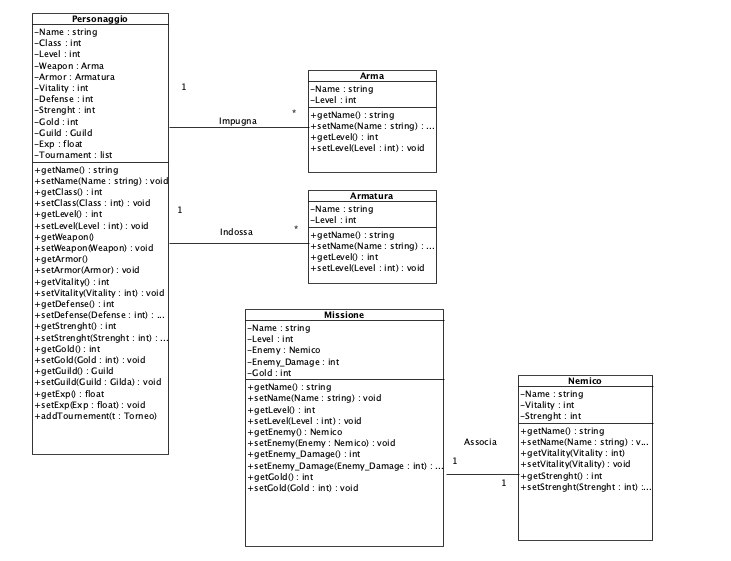 Personaggio
-Name : string
-Class : int
-Level : int
-Weapon : Arma
-Armor : Armatura
-Vitality : int
-Defense : int
-Strenght : int
-Gold : int
-Guild : Guild
-Exp : float
-Tournament : list
+getName() : string
+setName(Name : string) : void
+getClass() : int
+setClass(Class : int) : void
+getLevel() : int
+setLevel(Level : int) : void
+getWeapon()
+setWeapon(Weapon) : void
+getArmor()
+setArmor(Armor) : void
+getVitality() : int
+setVitality(Vitality : int) : void
+getDefense() : int
+setDefense(Defense : int) : ...
+getStrenght() : int
+setStrenght(Strenght : int) : ...
+getGold() : int
+setGold(Gold : int) : void
+getGuild() : Guild
+setGuild(Guild : Gilda) : void
+getExp() : float
+setExp(Exp : float) : void
+addTournement(t : Torneo)
1
Impugna
*
Arma
-Name : string
-Level : int
+getName() : string
+setName(Name : string) : ...
+getLevel() : int
+setLevel(Level : int) : void
1
Indossa
*
Armatura
-Name : string
-Level : int
+getName() : string
+setName(Name : string) : ...
+getLevel() : int
+setLevel(Level : int) : void
Missione
-Name : string
-Level : int
-Enemy : Nemico
-Enemy_Damage : int
-Gold : int
+getName() : string
+setName(Name : string) : void
+getLevel() : int
+setLevel(Level : int) : void
+getEnemy() : Nemico
+setEnemy(Enemy : Nemico) : void
+getEnemy_Damage() : int
+setEnemy_Damage(Enemy_Damage : int) : ...
+getGold() : int
+setGold(Gold : int) : void
Associa
1
1
Nemico
-Name : string
-Vitality : int
-Strenght : int
+getName() : string
+setName(Name : string) : v...
+getVitality(Vitality : int)
+setVitality(Vitality) : void
+getStrenght() : int
+setStrenght(Strenght : int) :...